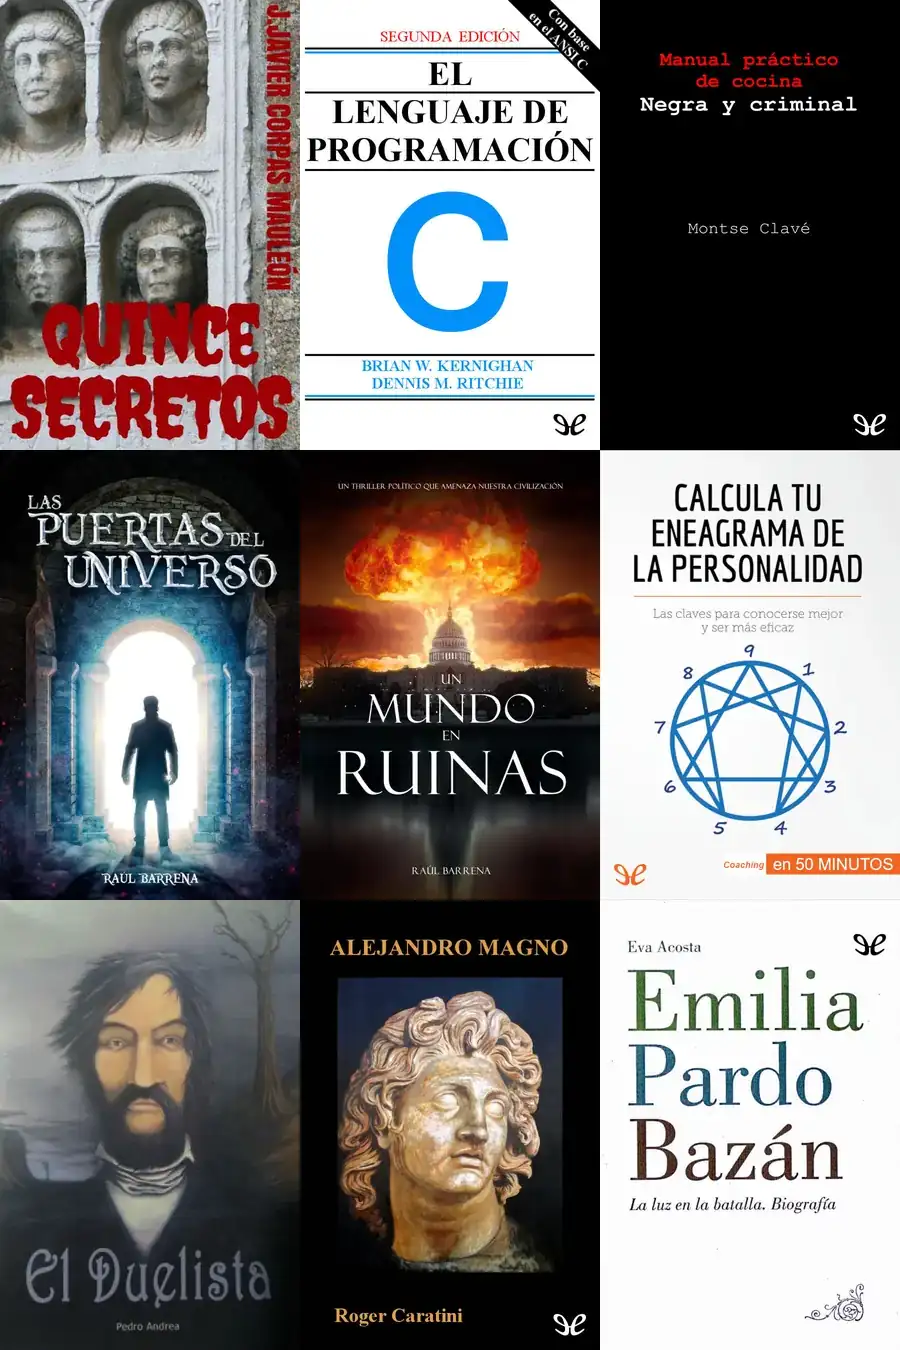 J. JAVIER CORPAS MAULEÓN
QUINCE
SECRETOS
Con base
en el ANSI C
SEGUNDA EDICIÓN
EL
LENGUAJE DE
PROGRAMACIÓN
C
BRIAN W. KERNIGHAN
DENNIS M. RITCHIE
Manual práctico
de cocina
Negra y criminal
Montse Clavé
LAS
PUERTAS DEL
UNIVERSO
RAÚL BARRENA
UN THRILLER POLÍTICO QUE AMENAZA NUESTRA CIVILIZACIÓN
UN
MUNDO
EN
RUINAS
RAÚL BARRENA
CALCULA TU
ENEAGRAMA DE
LA PERSONALIDAD
Las claves para conocerse mejor
y ser más eficaz
9
8
1
7
2
6
3
5
4
Coaching en 50 MINUTOS
El Duelista
Pedro Andrea
ALEJANDRO MAGNO
Roger Caratini
Eva Acosta
Emilia
Pardo
Bazán
La luz en la batalla. Biografía